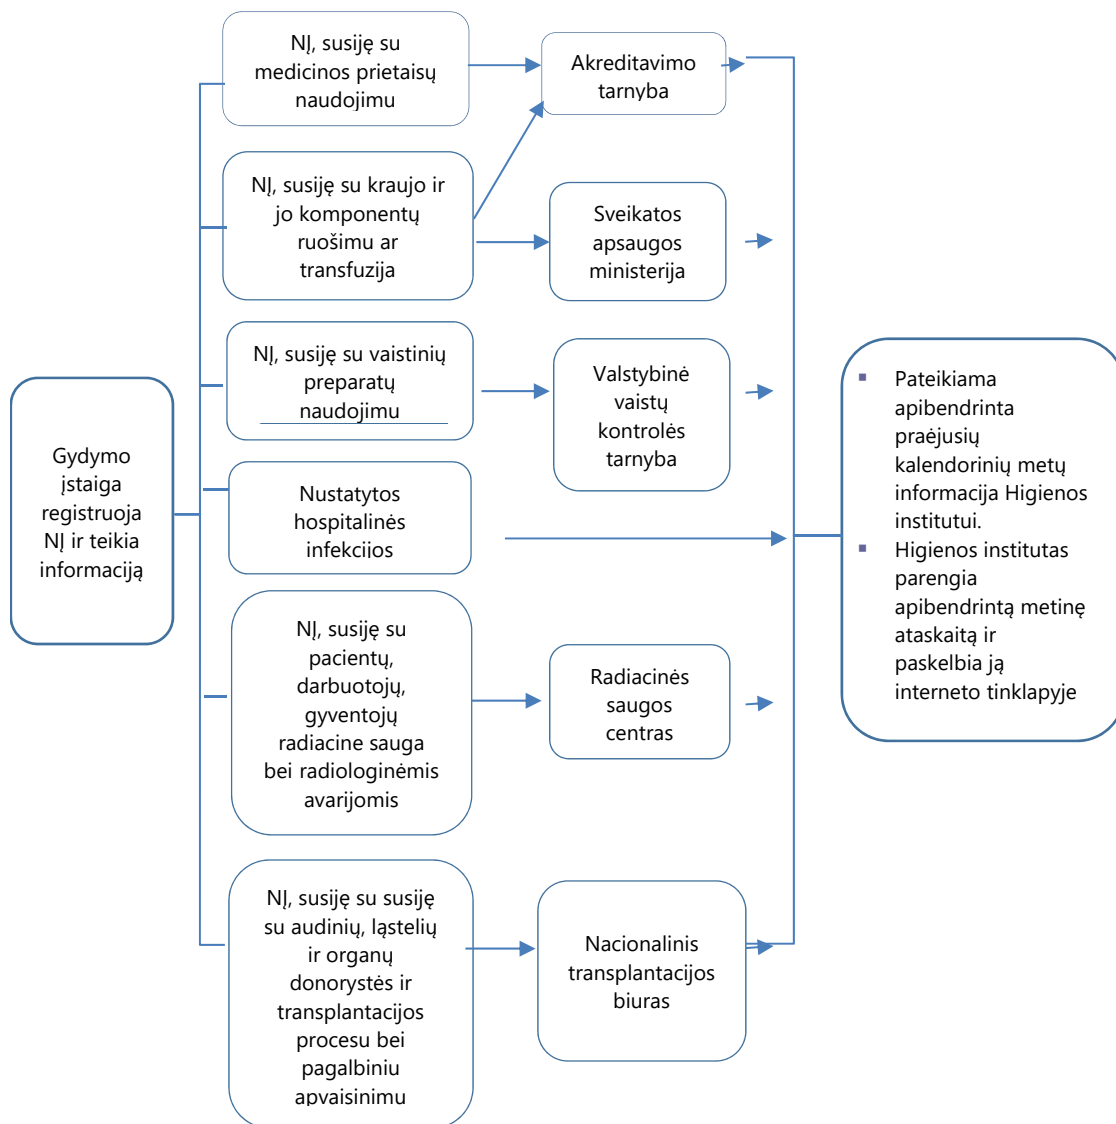 Gydymo
įstaiga
registruoja
NĮ ir teikia
informaciją
NĮ, susiję su
medicinos prietaisų
naudojimu
Akreditavimo
tarnyba
NĮ, susiję su kraujo ir
jo komponentų
ruošimu ar
transfuzija
Sveikatos
apsaugos
ministerija
NĮ, susiję su vaistinių
preparatų
naudojimu
Valstybinė
vaistų
kontrolės
tarnyba
Nustatytos
hospitalinės
infekcijos
NĮ, susiję su
pacientų,
darbuotojų,
gyventojų
radiacine sauga
bei radiologinėmis
avarijomis
Radiacinės
saugos
centras
NĮ, susiję su susiję
su audinių, ląstelių
ir organų
donorystės ir
transplantacijos
procesu bei
pagalbiniu
apvaisinimu
Nacionalinis
transplantacijos
biuras
▪ Pateikiama
apibendrinta
praėjusių
kalendorinių metų
informacija Higienos
institutui.
▪ Higienos institutas
parengia
apibendrintą metinę
ataskaitą ir
paskelbia ją
interneto tinklapyje